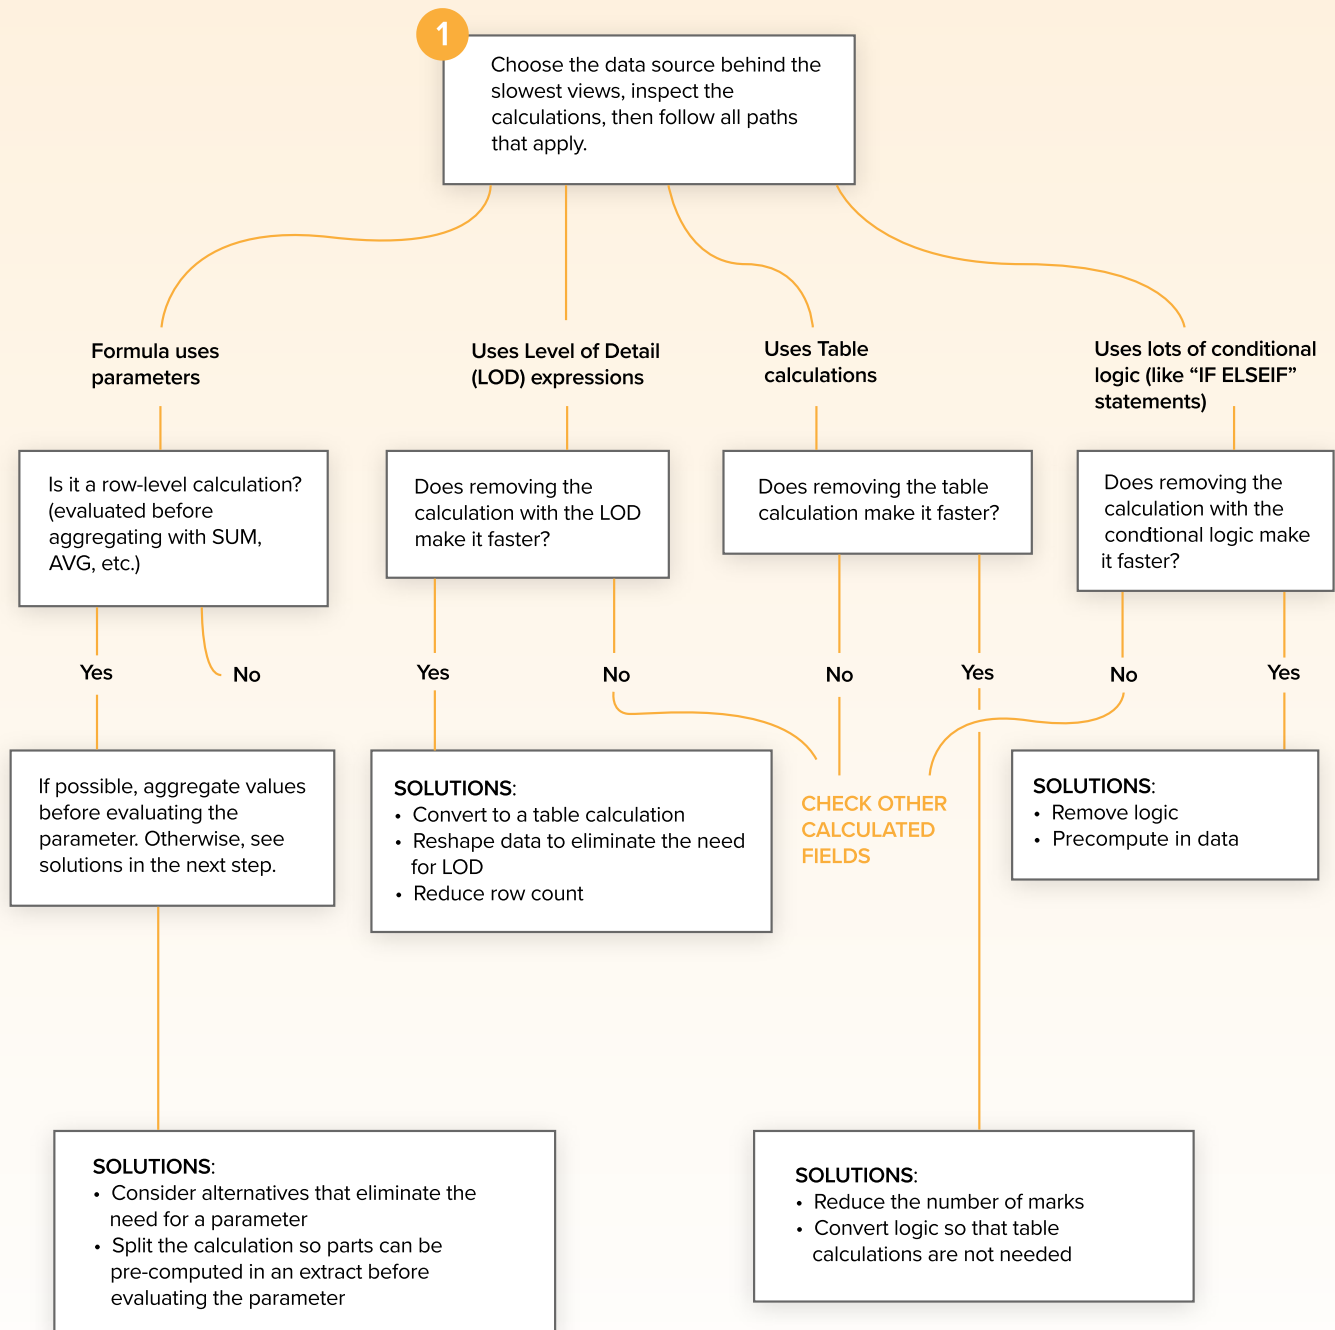 1
Choose the data source behind the
slowest views, inspect the
calculations, then follow all paths
that apply.
Formula uses
parameters
Uses Level of Detail
(LOD) expressions
Uses Table
calculations
Uses lots of conditional
logic (like “IF ELSEIF”
statements)
Is it a row-level calculation?
(evaluated before
aggregating with SUM,
AVG, etc.)
Does removing the
calculation with the LOD
make it faster?
Does removing the table
calculation make it faster?
Does removing the
calculation with the
conditional logic make
it faster?
Yes
No
Yes
No
No
Yes
No
Yes
If possible, aggregate values
before evaluating the
parameter. Otherwise, see
solutions in the next step.
SOLUTIONS:
• Convert to a table calculation
• Reshape data to eliminate the need
for LOD
• Reduce row count
CHECK OTHER
CALCULATED
FIELDS
SOLUTIONS:
• Remove logic
• Precompute in data
SOLUTIONS:
• Consider alternatives that eliminate the
need for a parameter
• Split the calculation so parts can be
pre-computed in an extract before
evaluating the parameter
SOLUTIONS:
• Reduce the number of marks
• Convert logic so that table
calculations are not needed